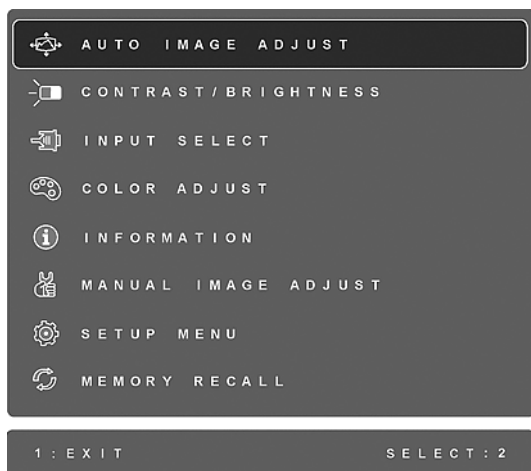 AUTO IMAGE ADJUST
CONTRAST/BRIGHTNESS
INPUT SELECT
COLOR ADJUST
INFORMATION
MANUAL IMAGE ADJUST
SETUP MENU
MEMORY RECALL
1:EXIT SELECT:2